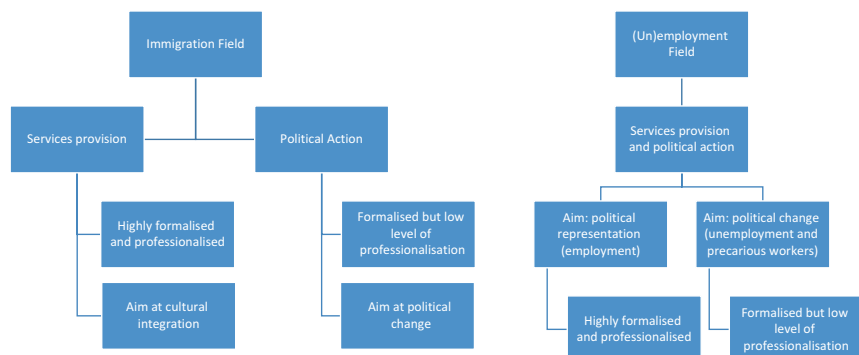 Immigration Field
Services provision
Political Action
Highly formalised
and professionalised
Formalised but low
level of
professionalisation
Aim at cultural
integration
Aim at political
change
(Un)employment
Field
Services provision
and political action
Aim: political
representation
(employment)
Aim: political change
(unemployment and
precarious workers)
Highly formalised
and professionalised
Formalised but low
level of
professionalisation